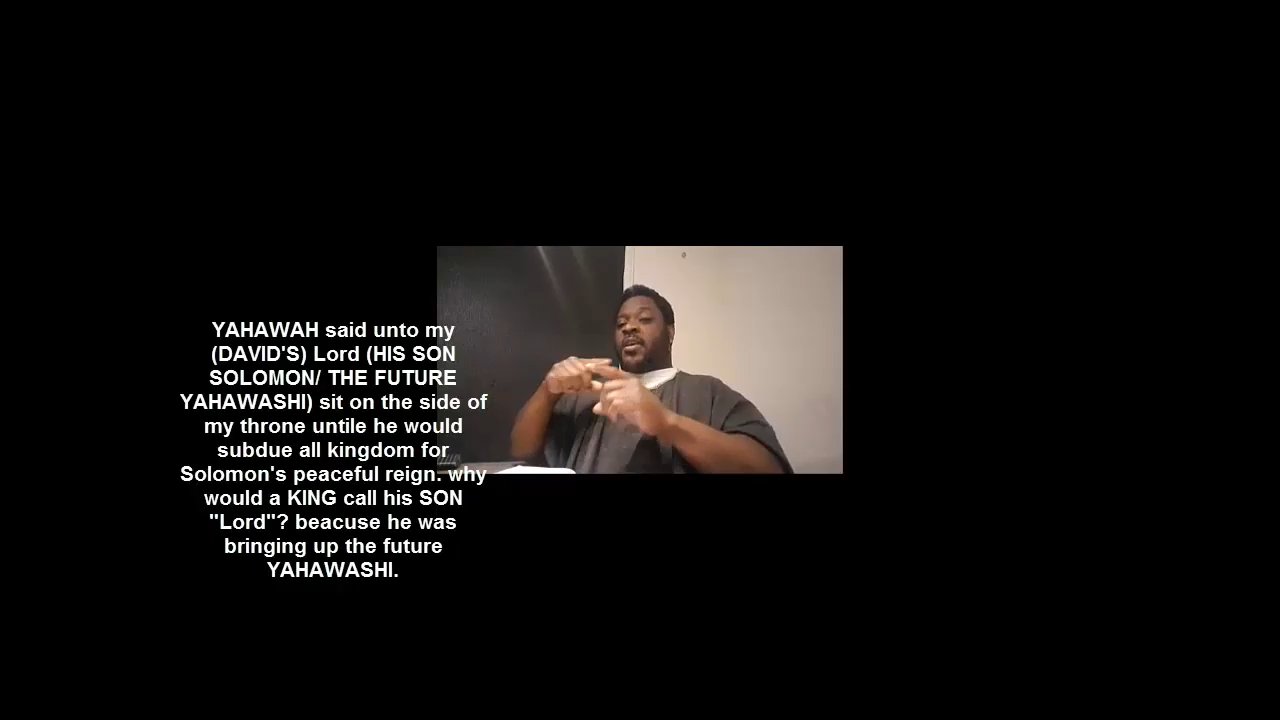 YAHAWAH said unto my
(DAVID'S) Lord (HIS SON
SOLOMON/ THE FUTURE
YAHAWASHI) sit on the side of
my throne untile he would
subdue all kingdom for
Solomon's peaceful reign. why
would a KING call his SON
"Lord"? beacuse he was
bringing up the future
YAHAWASHI.